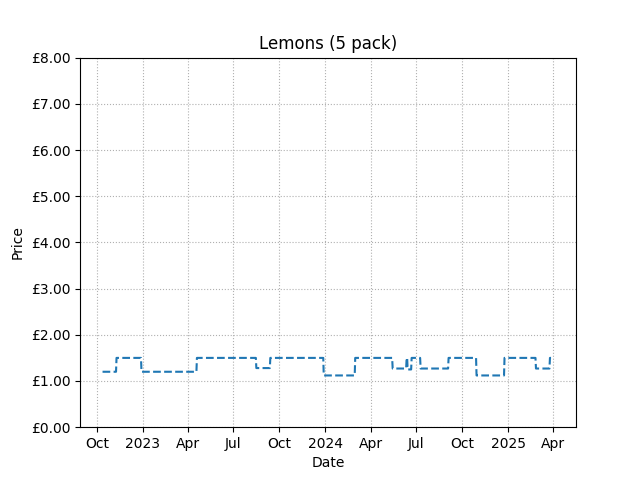 Lemons (5 pack)
£8.00
£7.00
£6.00
£5.00
£4.00
£3.00
£2.00
£1.00
£0.00
Price
Oct 2023 Apr Jul Oct 2024 Apr Jul Oct 2025 Apr
Date